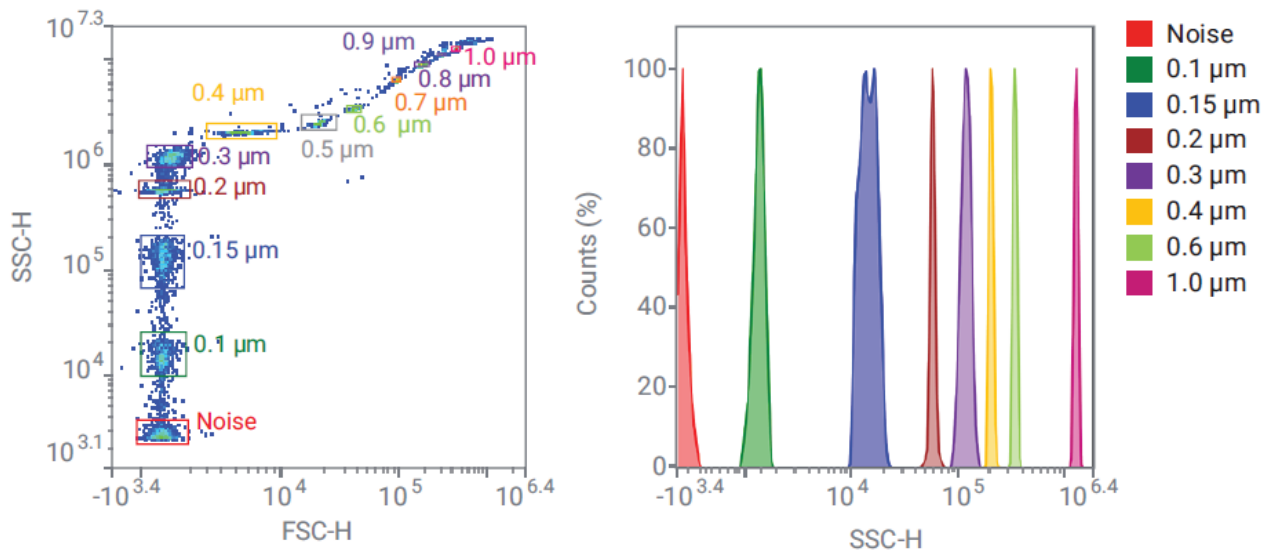 10^7.3
10^6
10^5
10^4
10^3.1
SSC-H
0.9 µm
1.0 µm
0.8 µm
0.4 µm
0.7 µm
0.6 µm
0.5 µm
0.3 µm
0.2 µm
0.15 µm
0.1 µm
Noise
-10^3.4
10^4
10^5
10^6.4
FSC-H
100
80
60
40
20
0
Counts (%)
-10^3.4
10^4
10^5
10^6.4
SSC-H
Noise
0.1 µm
0.15 µm
0.2 µm
0.3 µm
0.4 µm
0.6 µm
1.0 µm